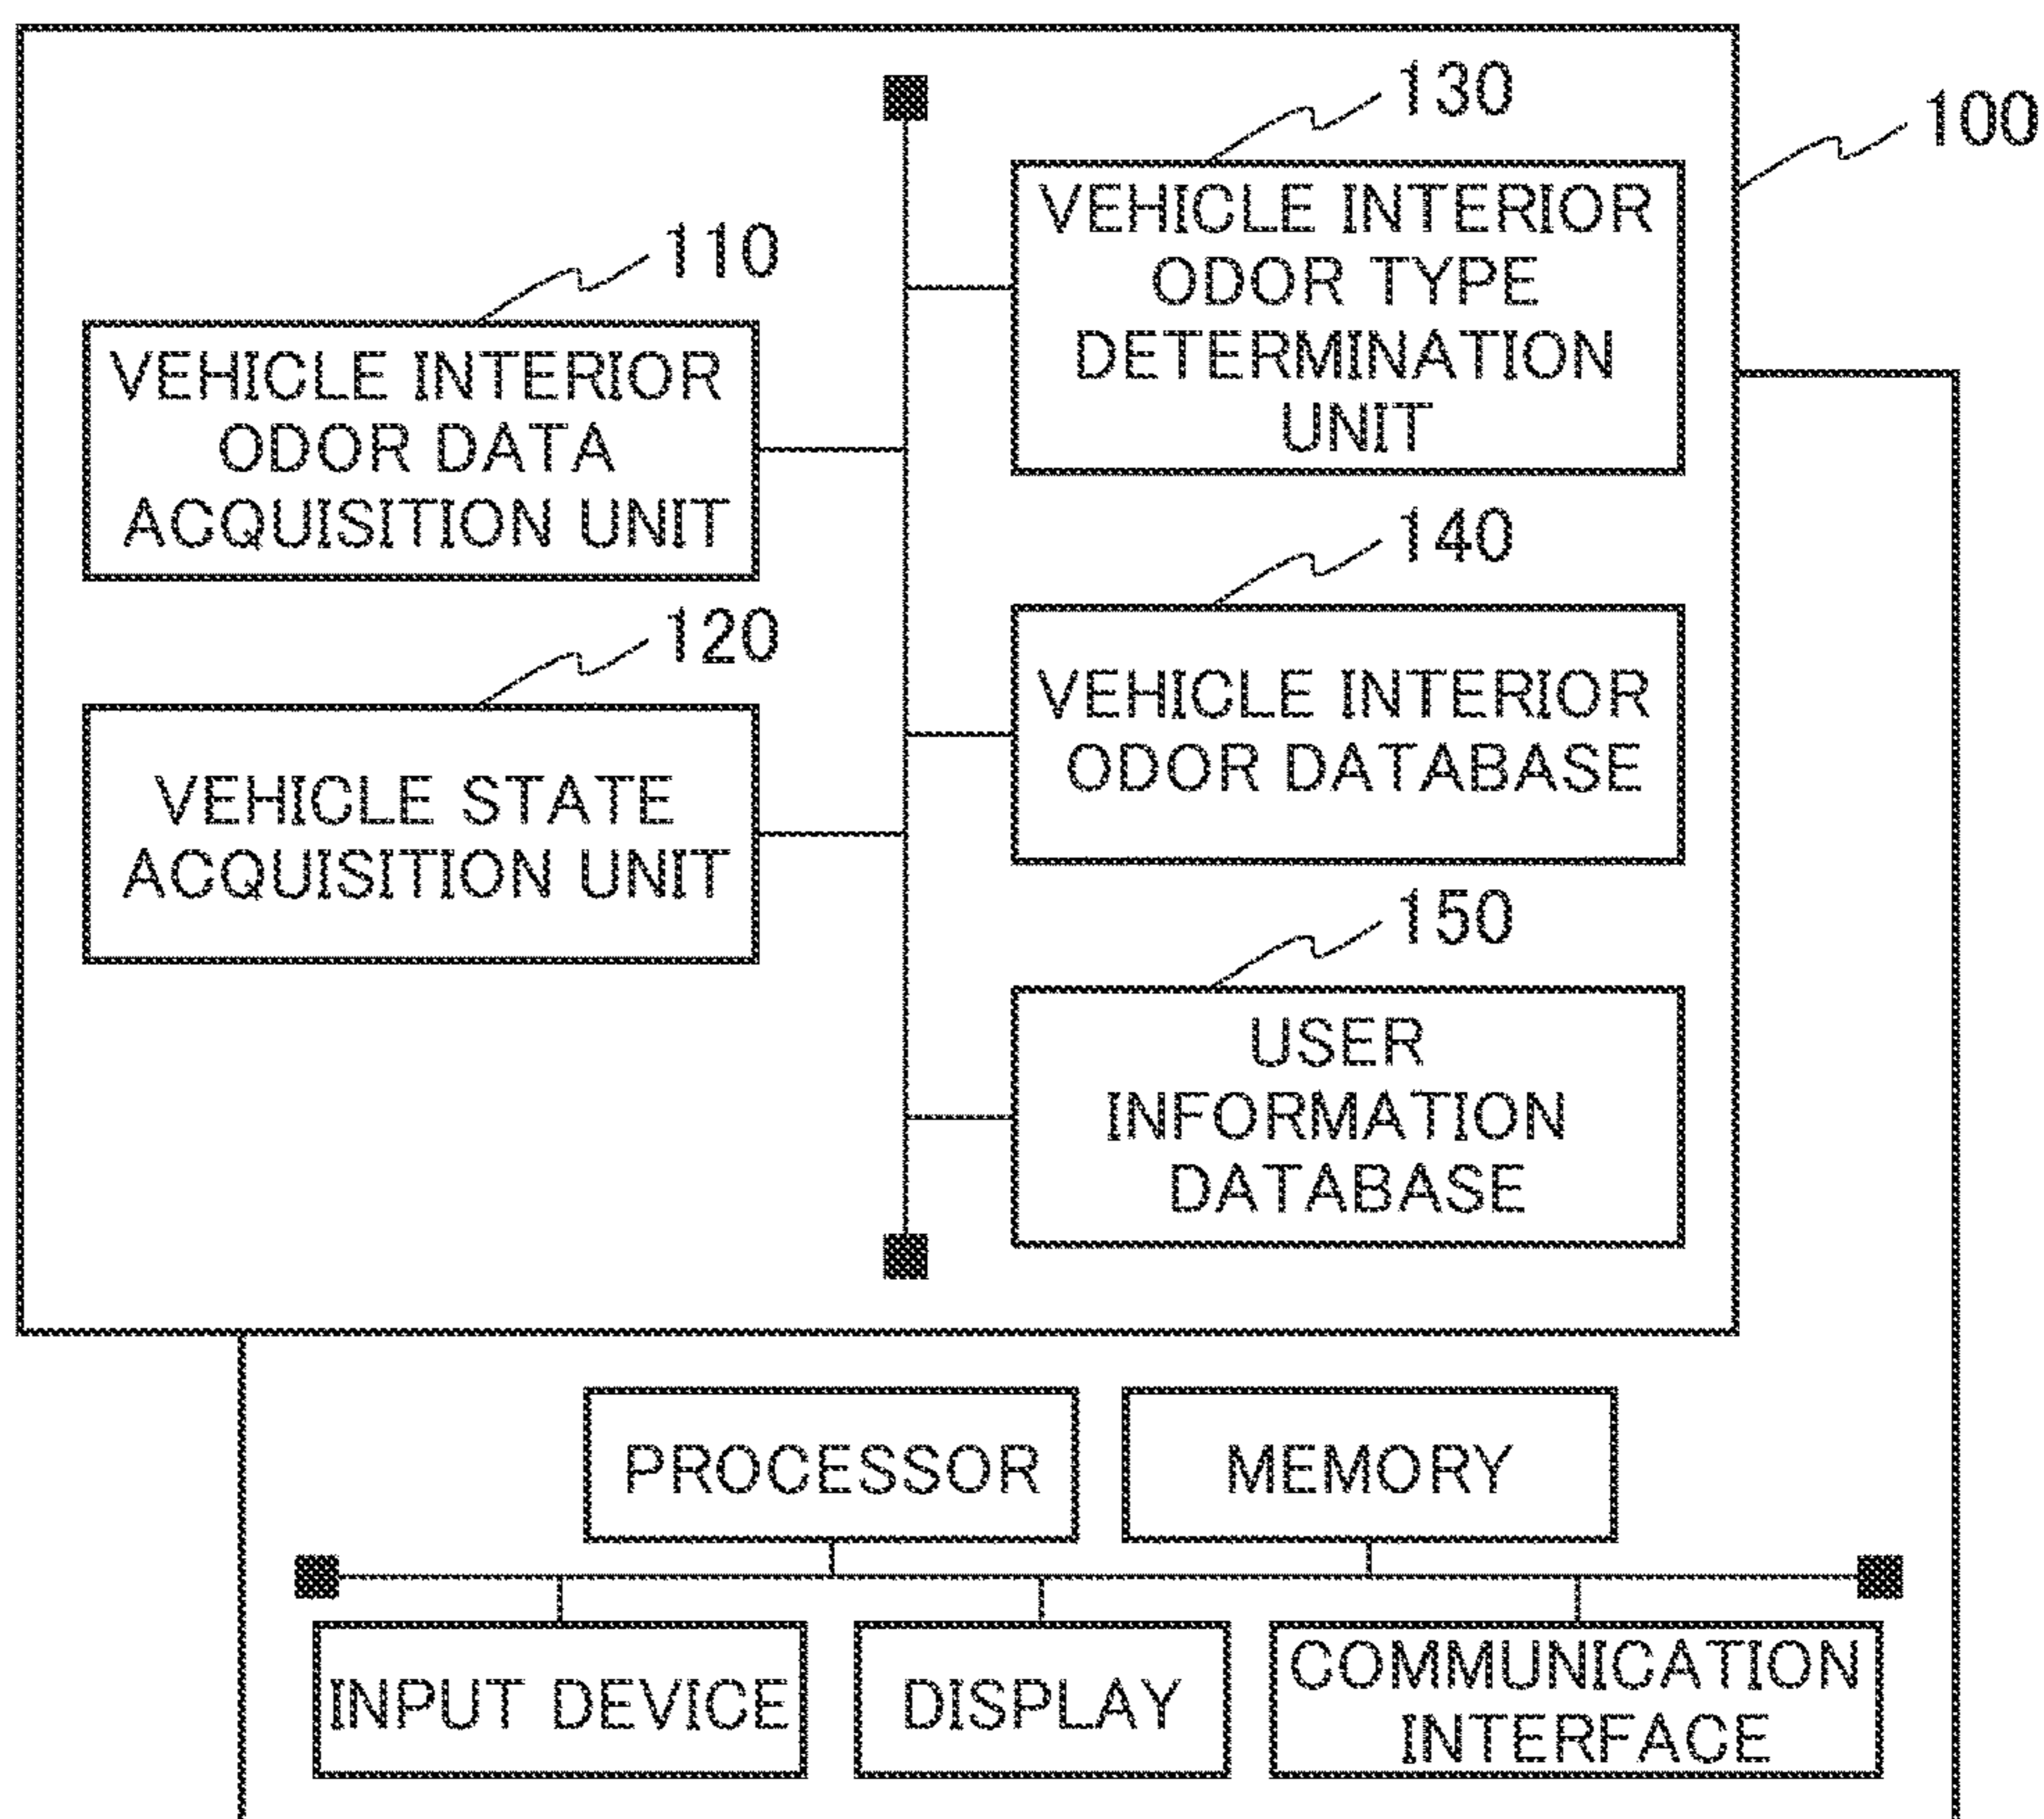 130
100
VEHICLE INTERIOR
ODOR TYPE
DETERMINATION
UNIT
110
VEHICLE INTERIOR
ODOR DATA
ACQUISITION UNIT
140
VEHICLE INTERIOR
ODOR DATABASE
120
VEHICLE STATE
ACQUISITION UNIT
150
USER
INFORMATION
DATABASE
PROCESSOR
MEMORY
INPUT DEVICE
DISPLAY
COMMUNICATION
INTERFACE